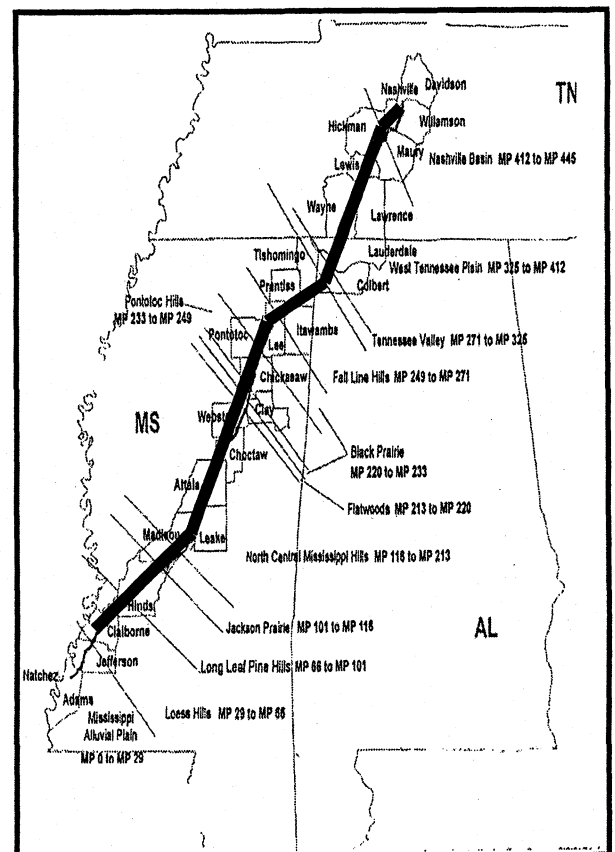 Davidson
Nashville
TN
Hickman
Williamson
Maury
Nashville Basin MP 412 to MP 445
Lewis
Wayne
Lawrence
Lauderdale
Tishomingo
West Tennessee Plain MP 325 to MP 412
Colbert
Prentiss
Pontotoc Hills
MP 233 to MP 249
Itawamba
Pontotoc
Lee
Tennessee Valley MP 271 to MP 325
Chickasaw
Fall Line Hills MP 249 to MP 271
MS
Clay
Choctaw
Black Prairie
MP 220 to MP 233
Attala
Flatwoods MP 213 to MP 220
Leake
North Central Mississippi Hills MP 116 to MP 213
Hinds
Claiborne
Jackson Prairie MP 101 to MP 116
AL
Jefferson
Long Leaf Pine Hills MP 66 to MP 101
Natchez
Adams
Loess Hills MP 29 to MP 66
Mississippi
Alluvial Plain
MP 0 to MP 29